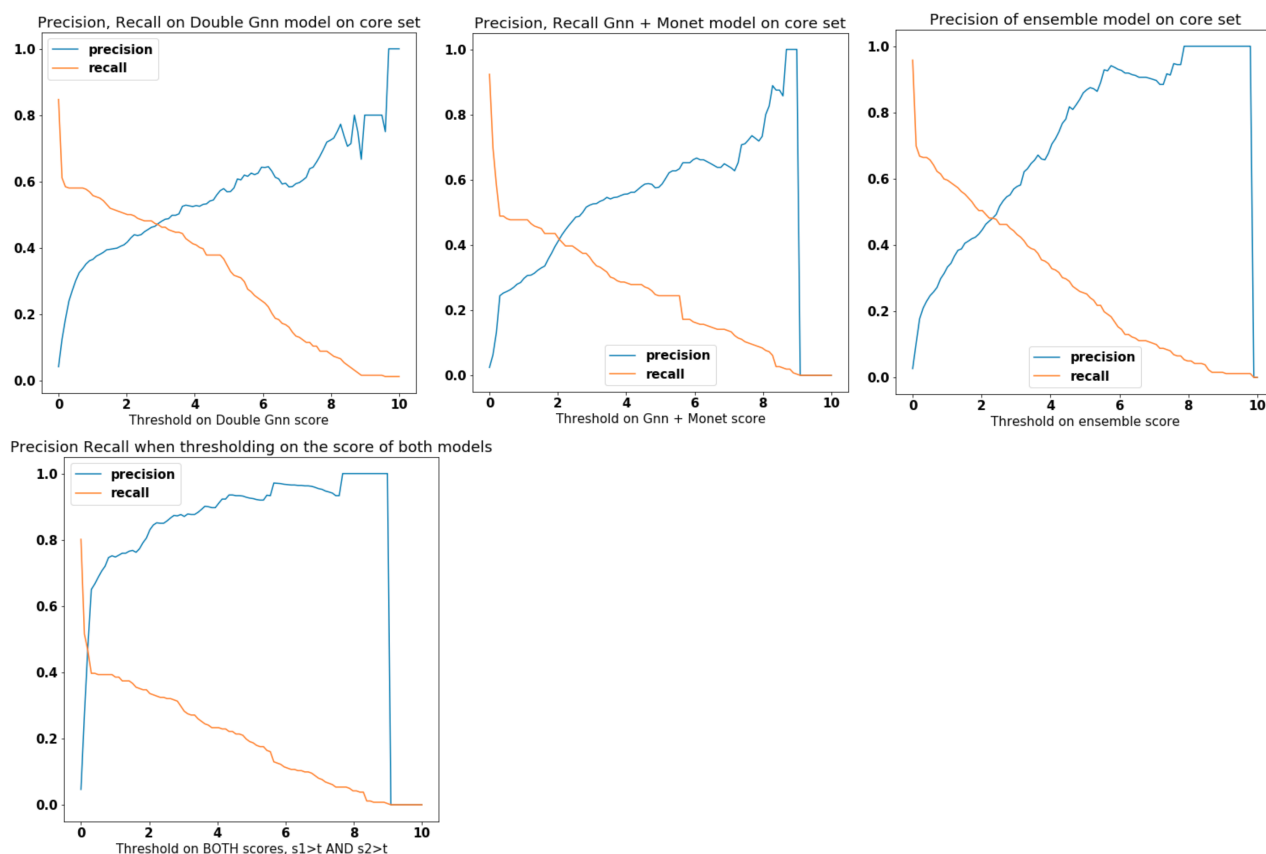 Precision, Recall on Double Gnn model on core set
precision
recall
1.0
0.8
0.6
0.4
0.2
0.0
0 2 4 6 8 10
Threshold on Double Gnn score
Precision, Recall Gnn + Monet model on core set
1.0
0.8
0.6
0.4
0.2
0.0
precision
recall
0 2 4 6 8 10
Threshold on Gnn + Monet score
Precision of ensemble model on core set
1.0
0.8
0.6
0.4
0.2
0.0
precision
recall
0 2 4 6 8 10
Threshold on ensemble score
Precision Recall when thresholding on the score of both models
precision
recall
1.0
0.8
0.6
0.4
0.2
0.0
0 2 4 6 8 10
Threshold on BOTH scores, s1>t AND s2>t